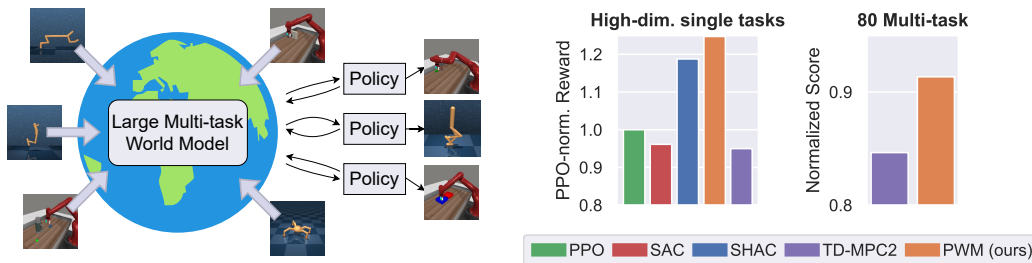 Large Multi-task
World Model
Policy
Policy
Policy
High-dim. single tasks
PPO-norm. Reward
1.2
1.1
1.0
0.9
0.8
80 Multi-task
Normalized Score
0.9
0.8
PPO SAC SHAC TD-MPC2 PWM (ours)